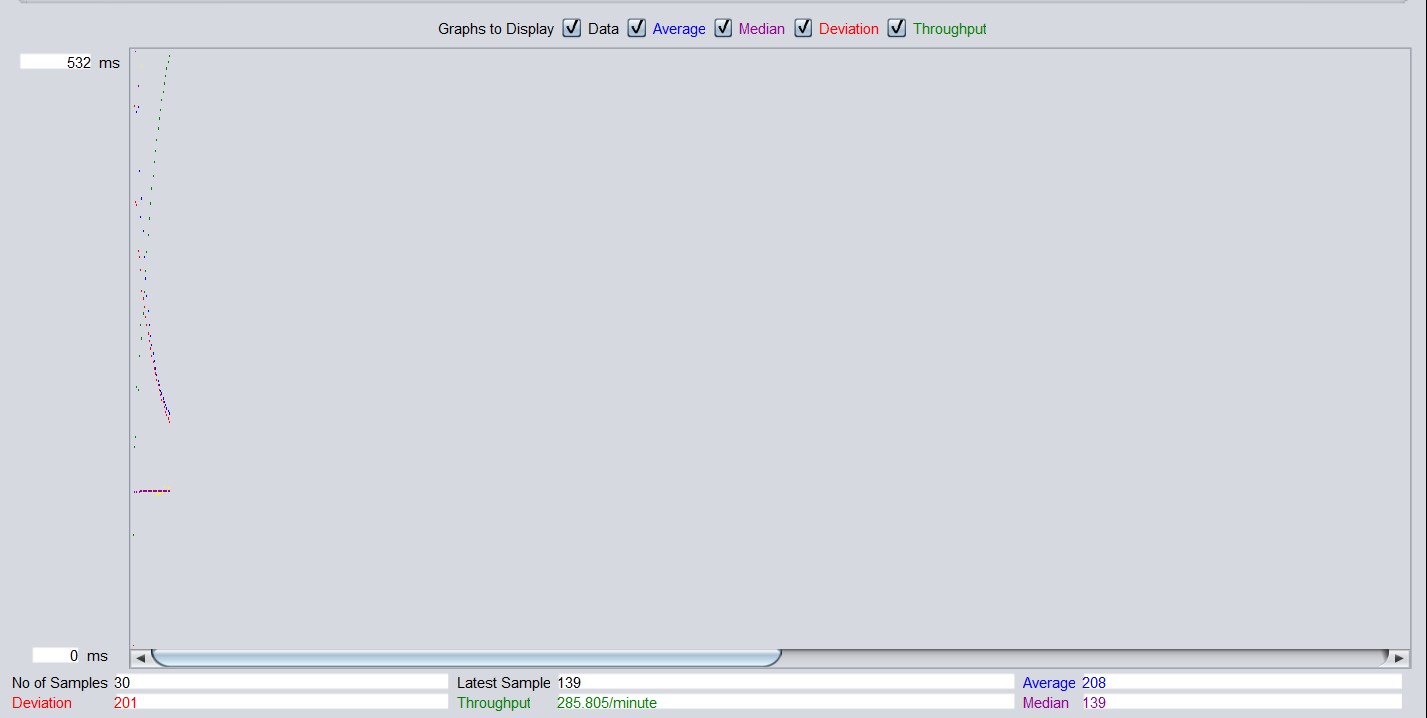 Graphs to Display Data Average Median Deviation Throughput
532 ms
0 ms
No of Samples 30 Latest Sample 139 Average 208
Deviation 201 Throughput 285.805/minute Median 139